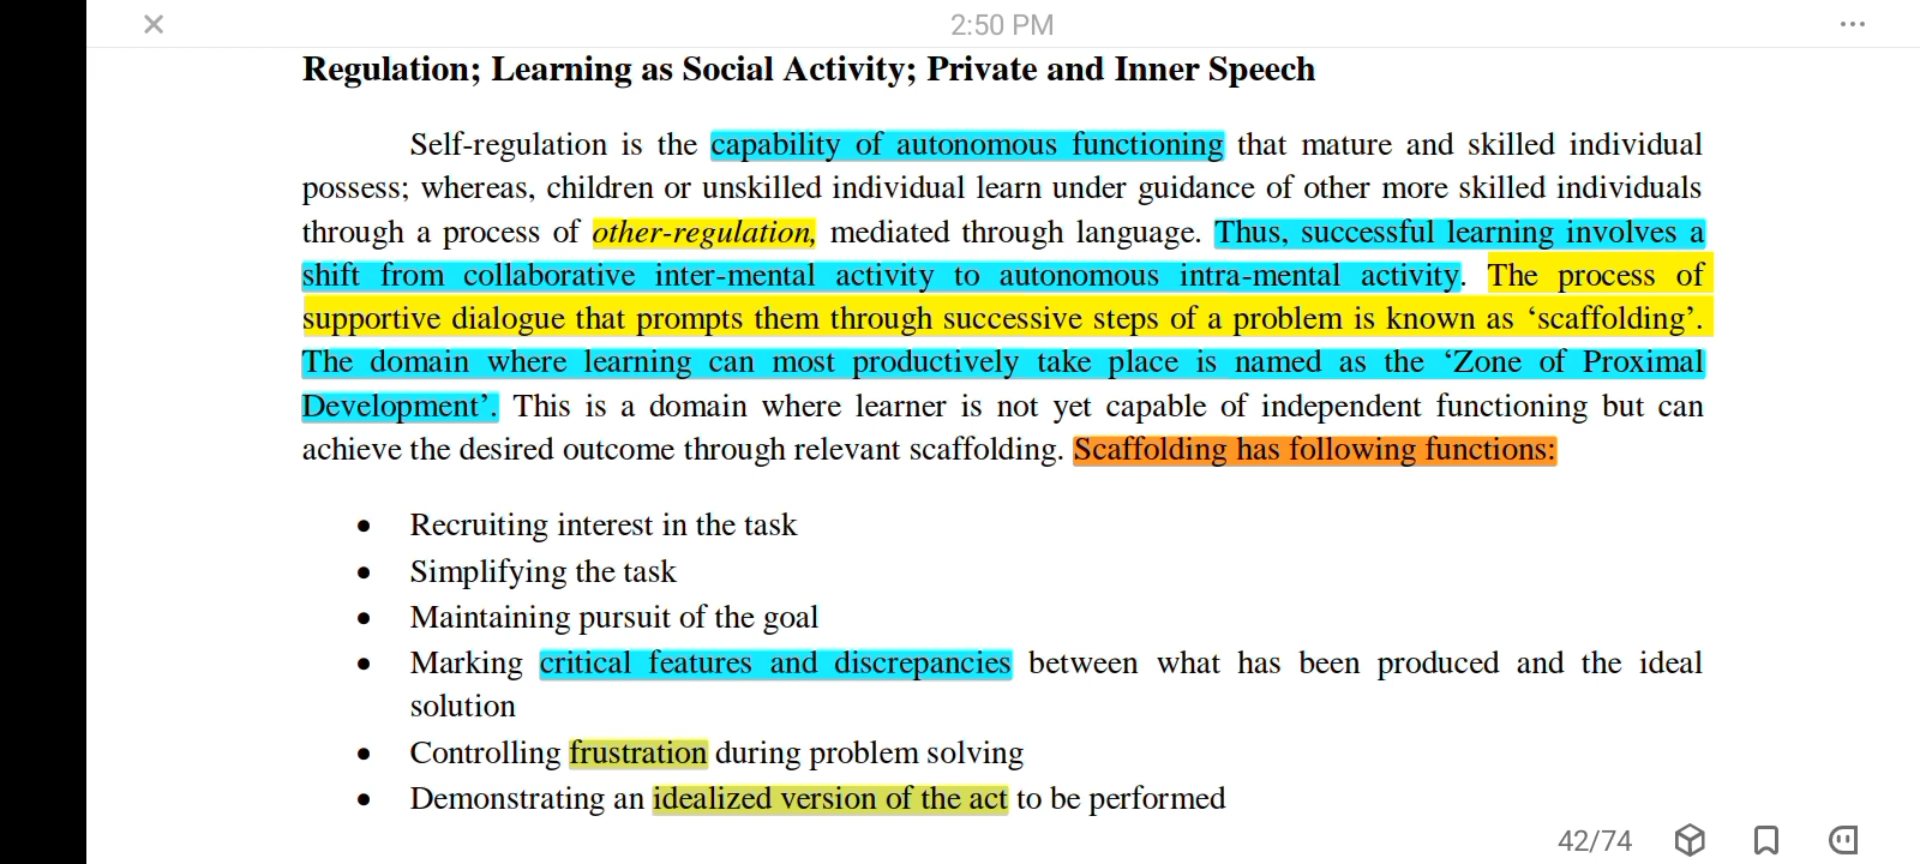 2:50 PM
Regulation; Learning as Social Activity; Private and Inner Speech
Self-regulation is the capability of autonomous functioning that mature and skilled individual
possess; whereas, children or unskilled individual learn under guidance of other more skilled individuals
through a process of other-regulation, mediated through language. Thus, successful learning involves a
shift from collaborative inter-mental activity to autonomous intra-mental activity. The process of
supportive dialogue that prompts them through successive steps of a problem is known as ‘scaffolding’.
The domain where learning can most productively take place is named as the ‘Zone of Proximal
Development’. This is a domain where learner is not yet capable of independent functioning but can
achieve the desired outcome through relevant scaffolding. Scaffolding has following functions:
• Recruiting interest in the task
• Simplifying the task
• Maintaining pursuit of the goal
• Marking critical features and discrepancies between what has been produced and the ideal
solution
• Controlling frustration during problem solving
• Demonstrating an idealized version of the act to be performed
42/74